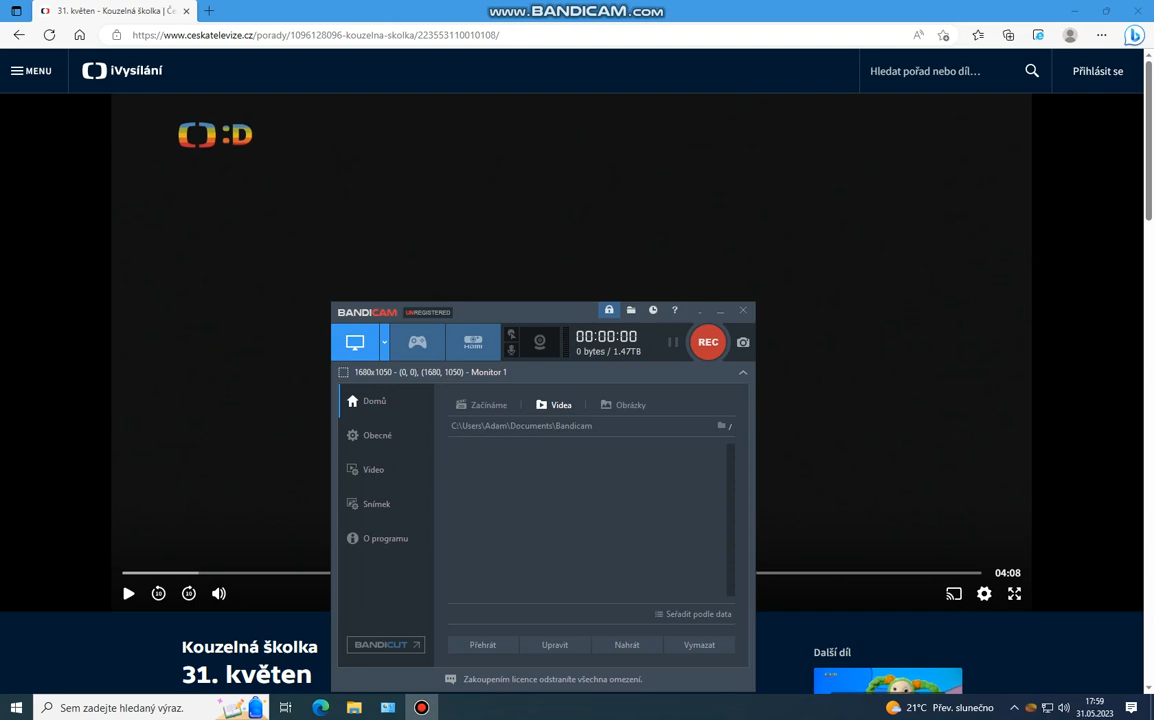 31. květen - Kouzelná školka | Če
www.BANDICAM.com
https://www.ceskatelevize.cz/porady/1096128096-kouzelna-skolka/223553110010108/
MENU
iVysílání
Hledat pořad nebo díl...
Přihlásit se
:D
BANDICAM
UNREGISTERED
HDMI
00:00:00
0 bytes / 1.47TB
REC
1680x1050 - (0, 0), (1680, 1050) - Monitor 1
Domů
Obecné
Video
Snímek
O programu
Začínáme
Videa
Obrázky
C:\Users\Adam\Documents\Bandicam
/
Seřadit podle data
BANDICUT
Přehrát
Upravit
Nahrát
Vymazat
Zakoupením licence odstraníte všechna omezení.
10
10
04:08
Kouzelná školka
31. květen
Další díl
Sem zadejte hledaný výraz.
21°C Přev. slunečno
17:59
31.05.2023